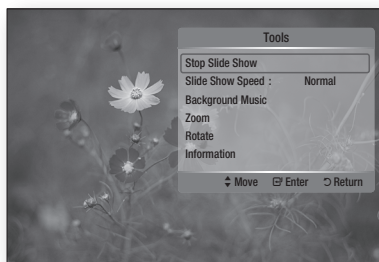 Tools
Stop Slide Show
Slide Show Speed : Normal
Background Music
Zoom
Rotate
Information
Move Enter Return